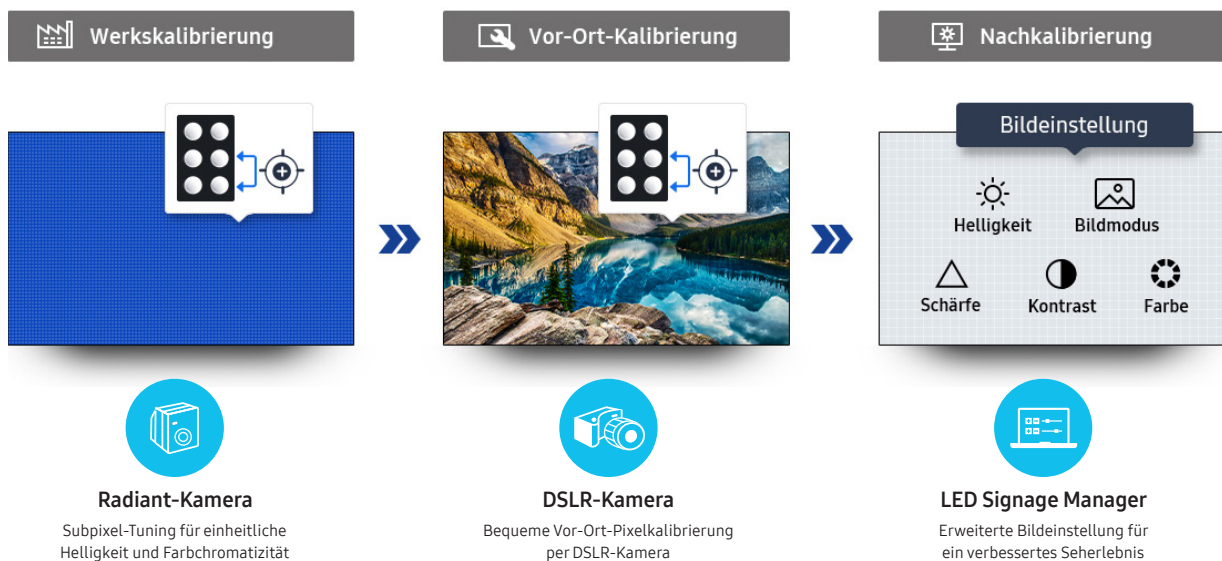 Werkskalibrierung
Vor-Ort-Kalibrierung
Nachkalibrierung
Bildeinstellung
Helligkeit
Bildmodus
Schärfe
Kontrast
Farbe
Radiant-Kamera
Subpixel-Tuning für einheitliche
Helligkeit und Farbchromatizität
DSLR-Kamera
Bequeme Vor-Ort-Pixelkalibrierung
per DSLR-Kamera
LED Signage Manager
Erweiterte Bildeinstellung für
ein verbessertes Seherlebnis